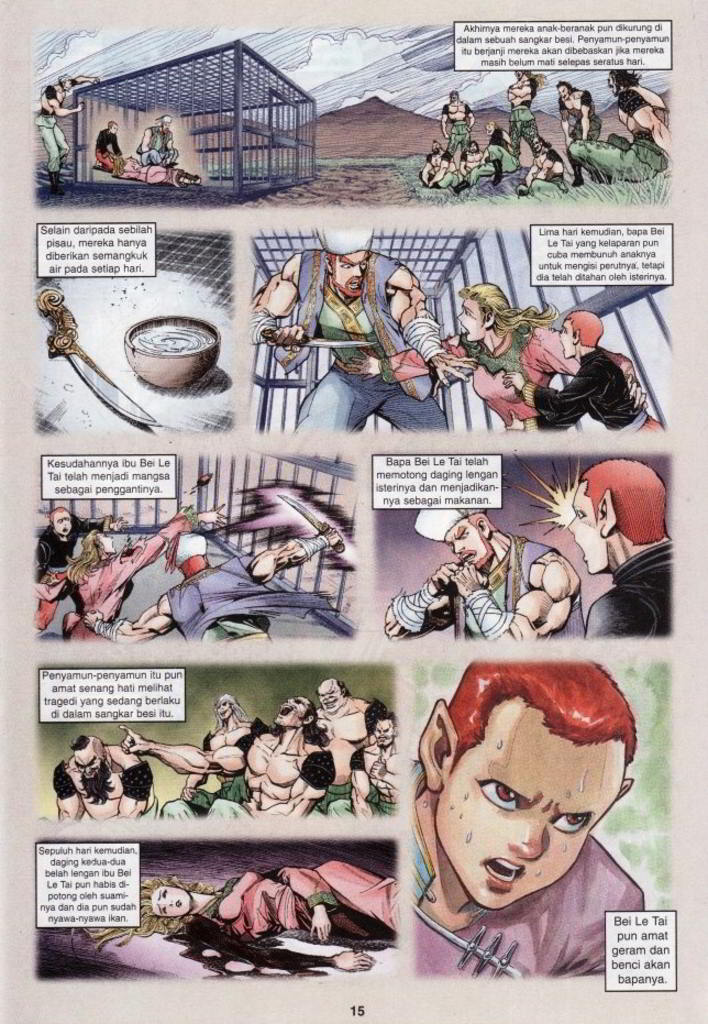 Akhirnya mereka anak-beranak pun dikurung di
dalam sebuah sangkar besi. Penyamun-penyamun
itu berjanji mereka akan dibebaskan jika mereka
masih belum mati selepas seratus hari.
Selain daripada sebilah
pisau, mereka hanya
diberikan semangkuk
air pada setiap hari.
Lima hari kemudian, bapa Bei
Le Tai yang kelaparan pun
cuba membunuh anaknya
untuk mengisi perutnya, tetapi
dia telah ditahan oleh isterinya.
Kesudahannya ibu Bei Le
Tai telah menjadi mangsa
sebagai penggantinya.
Bapa Bei Le Tai telah
memotong daging lengan
isterinya dan menjadikan-
nya sebagai makanan.
Penyamun-penyamun itu pun
amat senang hati melihat
tragedi yang sedang berlaku
di dalam sangkar besi itu.
Sepuluh hari kemudian,
daging kedua-dua
belah lengan ibu Bei
Le Tai pun habis di-
potong oleh suami-
nya dan dia pun sudah
nyawa-nyawa ikan.
Bei Le Tai
pun amat
geram dan
benci akan
bapanya.
15